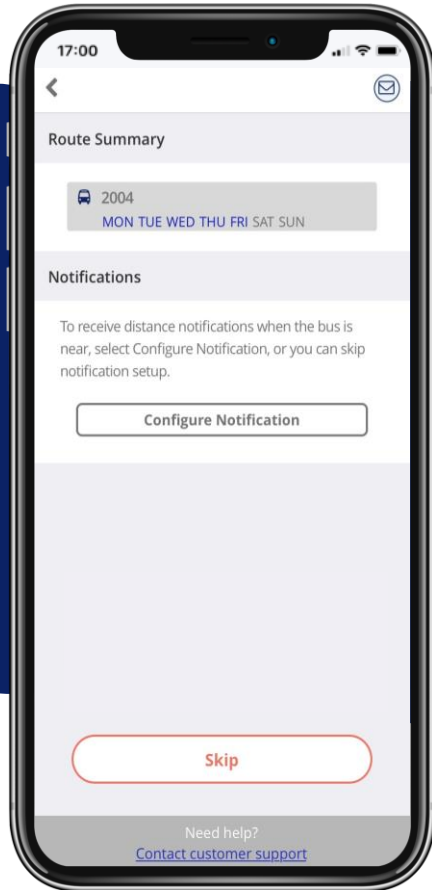 17:00
Route Summary
2004
MON TUE WED THU FRI SAT SUN
Notifications
To receive distance notifications when the bus is
near, select Configure Notification, or you can skip
notification setup.
Configure Notification
Skip
Need help?
Contact customer support